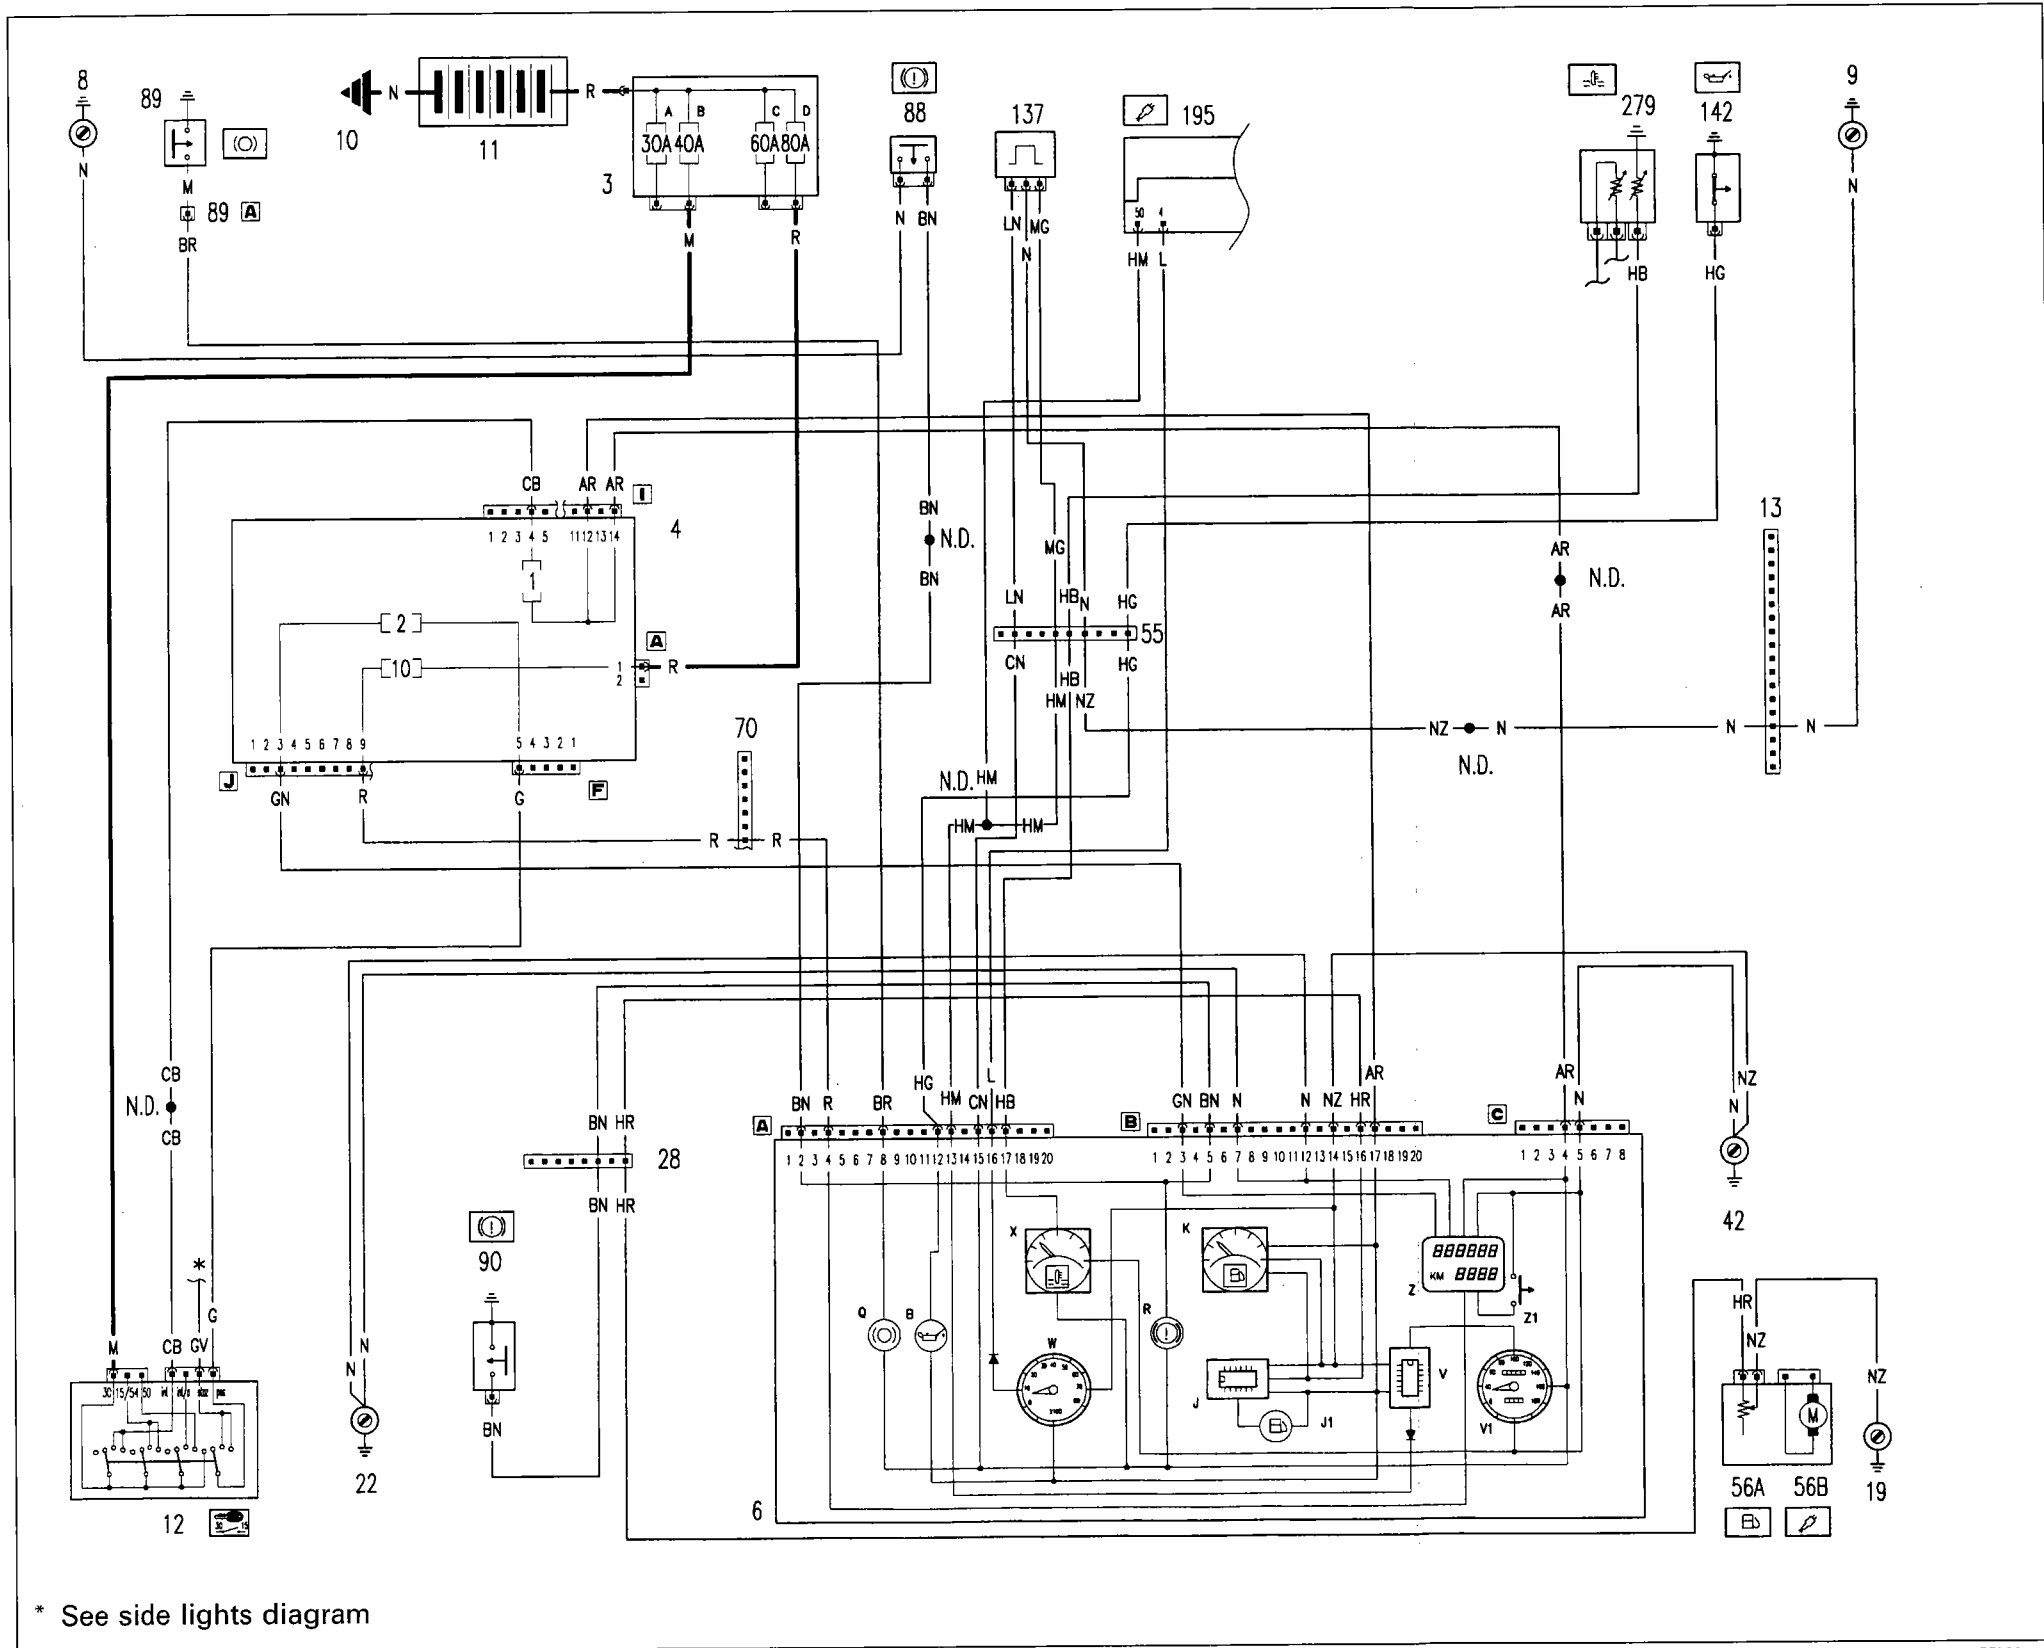 8
89
N
M
89 A
BR
10
N
11
R
3
A B C D
30A 40A 60A 80A
M
R
88
N BN
137
LN MG
N
195
50 4
HM L
279
HB
142
HG
9
N
CB AR AR I
4
1 2 3 4 5 11 12 13 14
1
2
10
A
1
2
R
1 2 3 4 5 6 7 8 9
5 4 3 2 1
J
F
GN R G
BN
N.D.
BN
MG
LN HB N HG
55
CN HG
HB
HM NZ
AR
N.D.
AR
13
NZ N N N
N.D.
70
R R
N.D. HM
HM HM
CB
N.D.
CB
*
G
M CB GV
30 15/54 50 int
12
30 15
N N
22
BN HR
28
BN HR
90
BN
A
BN R BR HG HM CN L HB
1 2 3 4 5 6 7 8 9 10 11 12 13 14 15 16 17 18 19 20
B
GN BN N N NZ HR AR
1 2 3 4 5 6 7 8 9 10 11 12 13 14 15 16 17 18 19 20
C
AR N
1 2 3 4 5 6 7 8
NZ
N
42
X
K
888888
KM 8888
Z
Z1
Q B R
W
J
J1
V
V1
6
HR
NZ
NZ
M
56A 56B 19
* See side lights diagram